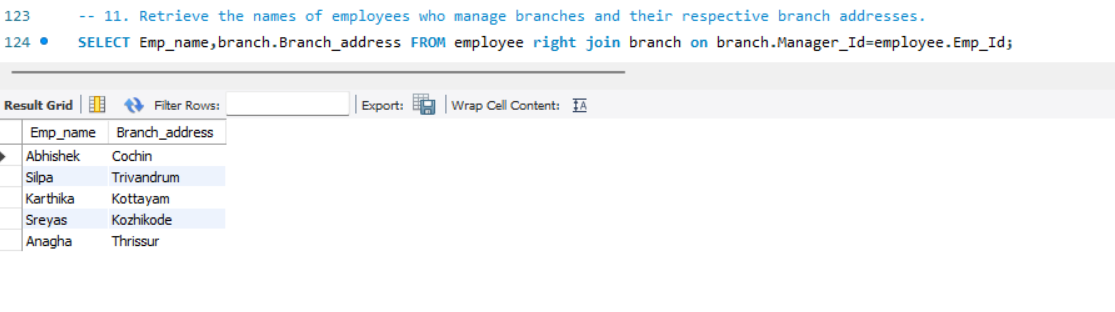 123 -- 11. Retrieve the names of employees who manage branches and their respective branch addresses.
124 SELECT Emp_name,branch.Branch_address FROM employee right join branch on branch.Manager_Id=employee.Emp_Id;
Result Grid Filter Rows: Export: Wrap Cell Content: IA
Emp_name Branch_address
Abhishek Cochin
Silpa Trivandrum
Karthika Kottayam
Sreyas Kozhikode
Anagha Thrissur